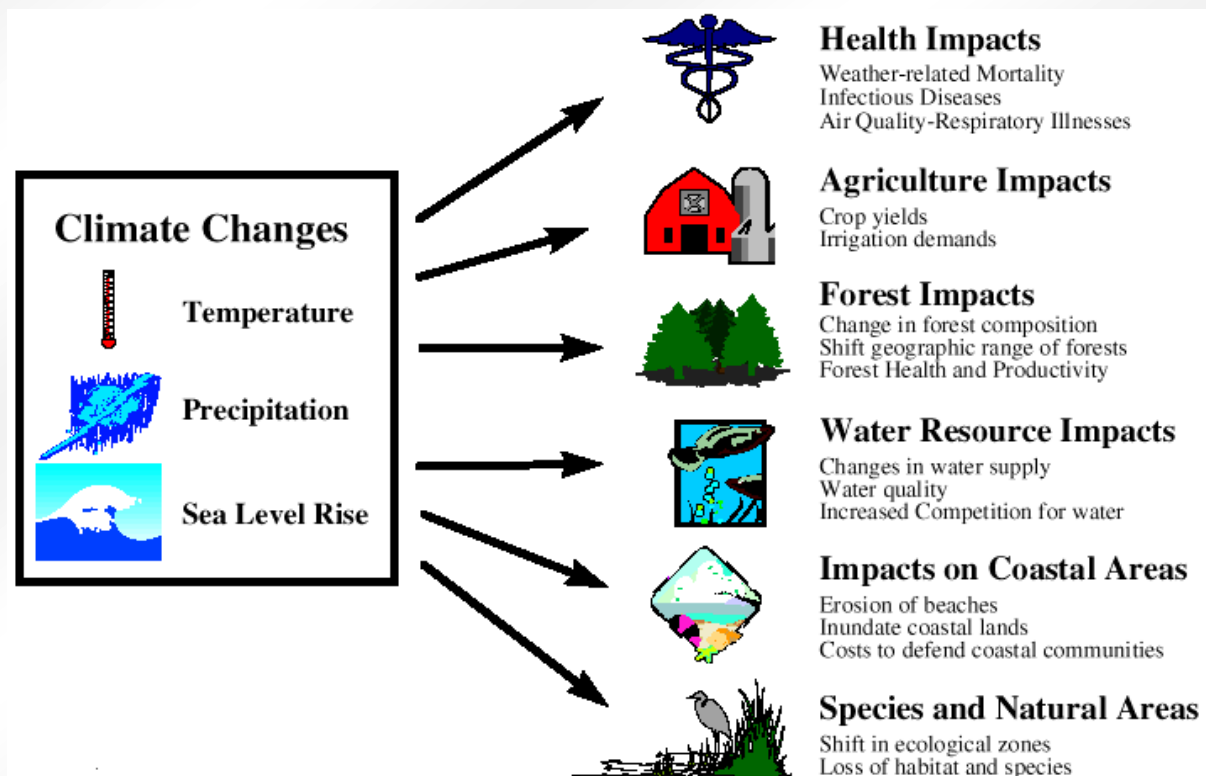 Climate Changes
Temperature
Precipitation
Sea Level Rise
Health Impacts
Weather-related Mortality
Infectious Diseases
Air Quality-Respiratory Illnesses
Agriculture Impacts
Crop yields
Irrigation demands
Forest Impacts
Change in forest composition
Shift geographic range of forests
Forest Health and Productivity
Water Resource Impacts
Changes in water supply
Water quality
Increased Competition for water
Impacts on Coastal Areas
Erosion of beaches
Inundate coastal lands
Costs to defend coastal communities
Species and Natural Areas
Shift in ecological zones
Loss of habitat and species